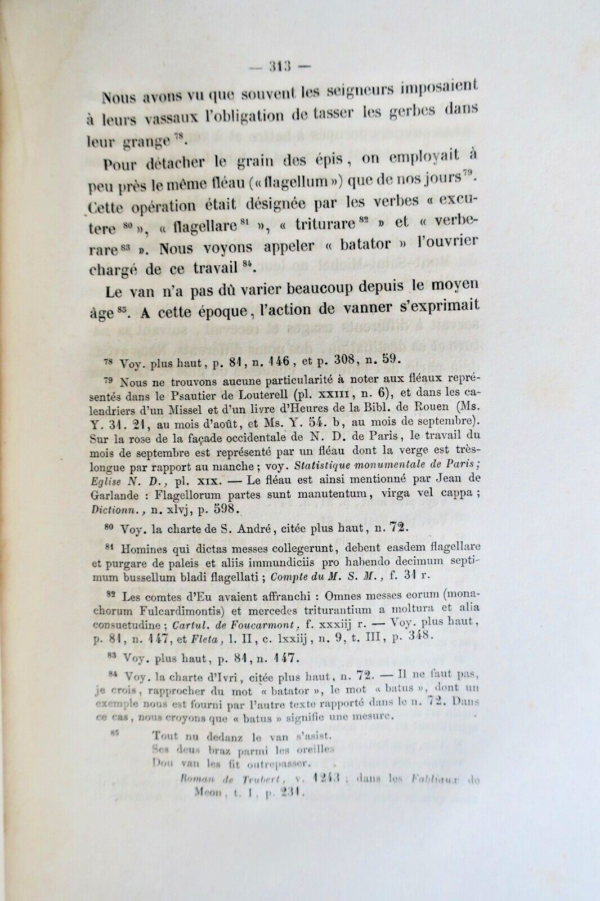 — 313 —
Nous avons vu que souvent les seigneurs imposaient
à leurs vassaux l'obligation de tasser les gerbes dans
leur grange ⁷⁸.
Pour détacher le grain des épis, on employait à
peu près le même fléau (« flagellum ») que de nos jours ⁷⁹.
Cette opération était désignée par les verbes « excu-
tere ⁸⁰ », « flagellare ⁸¹ », « triturare ⁸² » et « verbe-
rare ⁸³ ». Nous voyons appeler « batator » l'ouvrier
chargé de ce travail ⁸⁴.
Le van n'a pas dû varier beaucoup depuis le moyen
âge ⁸⁵. A cette époque, l'action de vanner s'exprimait
⁷⁸ Voy. plus haut, p. 81, n. 146, et p. 308, n. 59.
⁷⁹ Nous ne trouvons aucune particularité à noter aux fléaux repré-
sentés dans le Psautier de Louterell (pl. XXIII, n. 6), et dans les ca-
lendriers d'un Missel et d'un livre d'Heures de la Bibl. de Rouen (Ms.
Y. 31. 21, au mois d'août, et Ms. Y. 54. b, au mois de septembre).
Sur la rose de la façade occidentale de N. D. de Paris, le travail du
mois de septembre est représenté par un fléau dont la verge est très-
longue par rapport au manche ; voy. Statistique monumentale de Paris ;
Eglise N. D., pl. XIX. — Le fléau est ainsi mentionné par Jean de
Garlande : Flagellorum partes sunt manutentum, virga vel cappa ;
Dictionn., n. xlvj, p. 598.
⁸⁰ Voy. la charte de S. André, citée plus haut, n. 72.
⁸¹ Homines qui dictas messes collegerunt, debent easdem flagellare
et purgare de paleis et aliis immundiciis pro habendo decimum septi-
mum bussellum bladi flagellati ; Compte du M. S. M., f. 31 r.
⁸² Les comtes d'Eu avaient affranchi : Omnes messes eorum (mona-
chorum Fulcardimontis) et mercedes triturantium a moltura et alia
consuetudine ; Cartul. de Foucarmont, f. xxxij r. — Voy. plus haut,
p. 81, n. 147, et Fleta, l. II, c. lxxij, n. 9, t. III, p. 348.
⁸³ Voy. plus haut, p. 81, n. 147.
⁸⁴ Voy. la charte d'Ivri, citée plus haut, n. 72. — Il ne faut pas,
je crois, rapprocher du mot « batator », le mot « batus », dont un
exemple nous est fourni par l'autre texte rapporté dans le n. 72. Dans
ce cas, nous croyons que « batus » signifie une mesure.
⁸⁵ Tout nu dedanz le van s'asist.
Ses deus braz parmi les oreilles
Dou van les fit outrepasser.
Roman de Trubert, v. 1243 ; dans les Fabliaux de
Meon, t. I, p. 231.